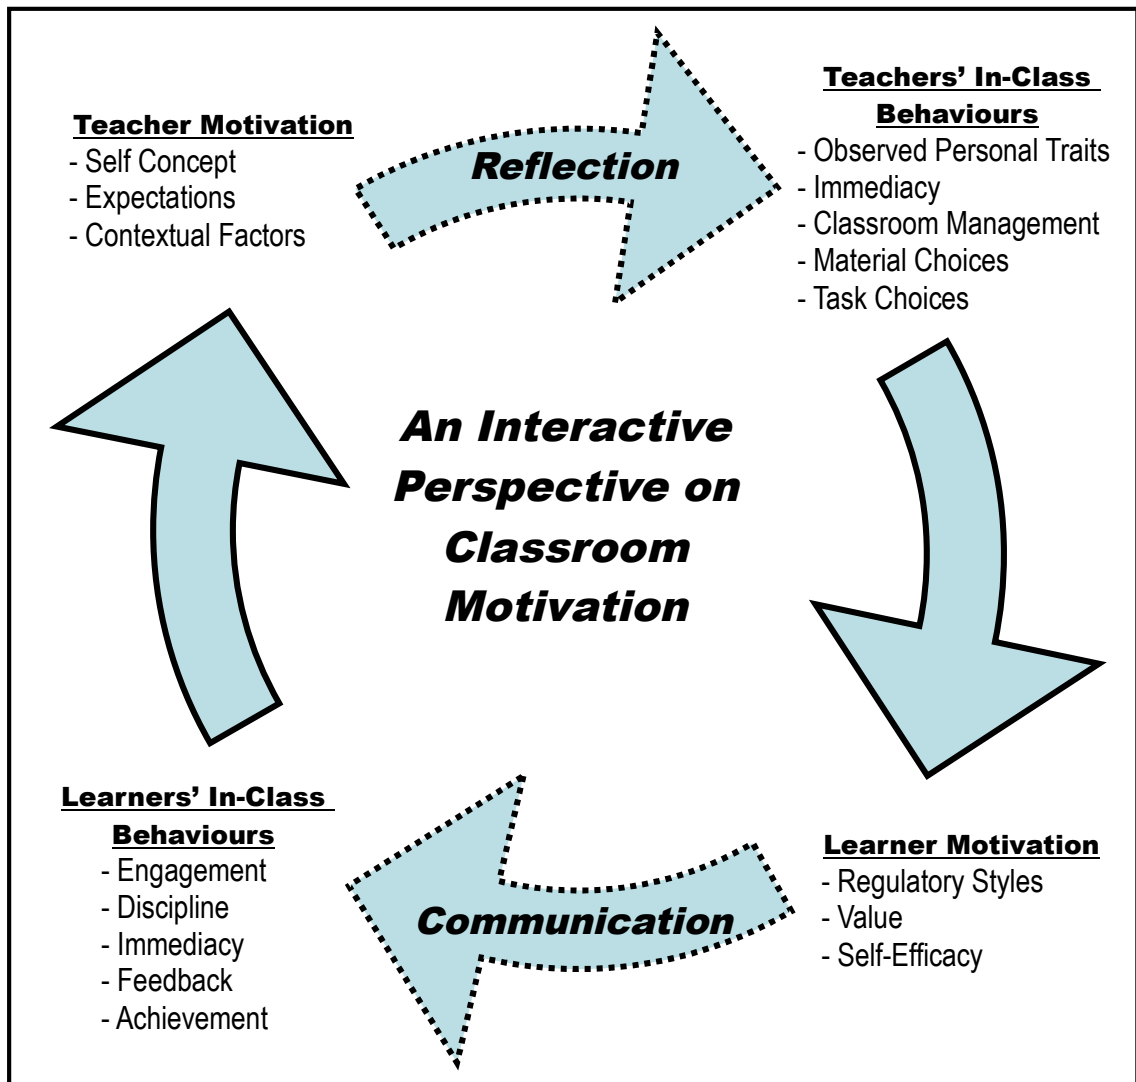 Teacher Motivation
- Self Concept
- Expectations
- Contextual Factors
Reflection
Teachers’ In-Class
Behaviours
- Observed Personal Traits
- Immediacy
- Classroom Management
- Material Choices
- Task Choices
An Interactive
Perspective on
Classroom
Motivation
Learners’ In-Class
Behaviours
- Engagement
- Discipline
- Immediacy
- Feedback
- Achievement
Communication
Learner Motivation
- Regulatory Styles
- Value
- Self-Efficacy